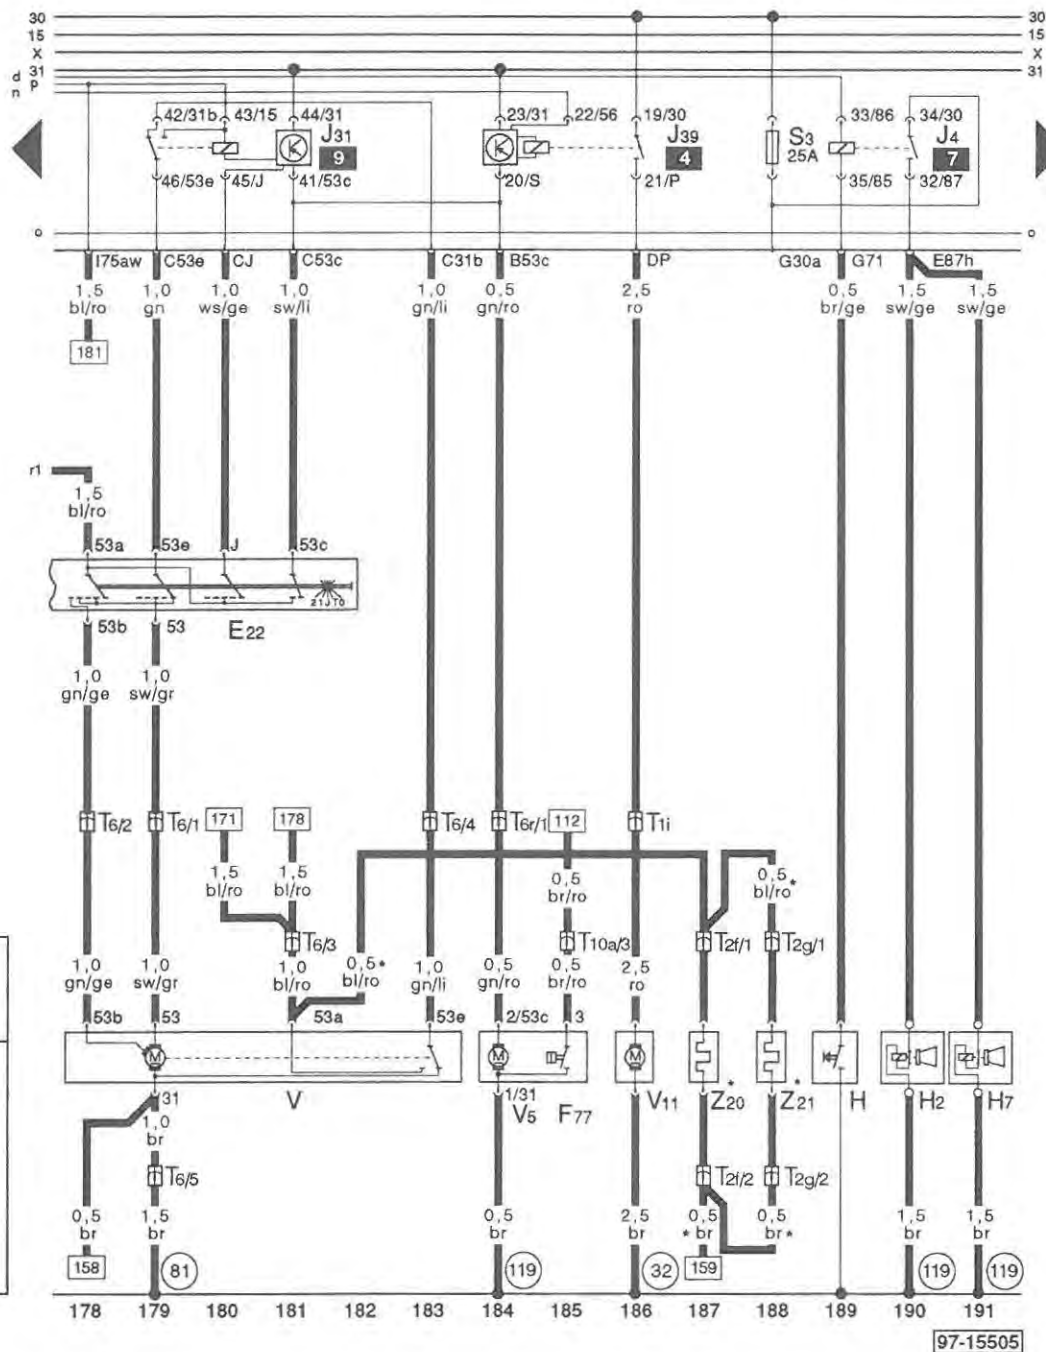 30 30
15 15
X X
31 31
d
p
n
42/31b 43/15 44/31 23/31 22/56 19/30 33/86 34/30
J31 J39 S3 J4
9 4 25A 7
46/53e 45/J 41/53c 20/S 21/P 35/85 32/87
o o
I75aw C53e CJ C53c C31b B53c DP G30a G71 E87h
1,5 1,0 1,0 1,0 1,0 0,5 2,5 0,5 1,5 1,5
bl/ro gn ws/ge sw/li gn/li gn/ro ro br/ge sw/ge sw/ge
181
r1
1,5
bl/ro
53a 53e J 53c
21JT0
53b 53 E22
1,0 1,0
gn/ge sw/gr
T6/2 T6/1 171 178 T6/4 T6r/1 112 T1i
1,5 1,5 0,5 0,5
bl/ro bl/ro br/ro bl/ro*
T6/3 T10a/3 T2f/1 T2g/1
1,0 1,0 1,0 0,5* 1,0 0,5 0,5 2,5
gn/ge sw/gr bl/ro bl/ro gn/li gn/ro br/ro ro
53b 53 53a 53e 2/53c 3
M M M
31 V 1/31 V5 F77 V11 Z20* Z21* H H2 H7
1,0
br
T6/5 T2f/2 T2g/2
0,5 1,5 0,5 2,5 0,5 0,5 1,5 1,5
br br br br *br br* br br
158 81 119 32 159 119 119
178 179 180 181 182 183 184 185 186 187 188 189 190 191
97-15505